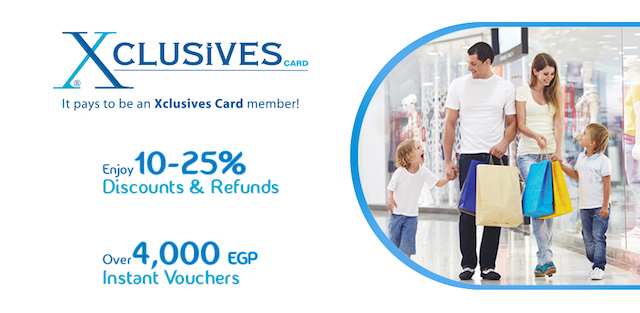 XCLUSIVES CARD
®
It pays to be an Xclusives Card member!
Enjoy 10-25%
Discounts & Refunds
Over 4,000 EGP
Instant Vouchers